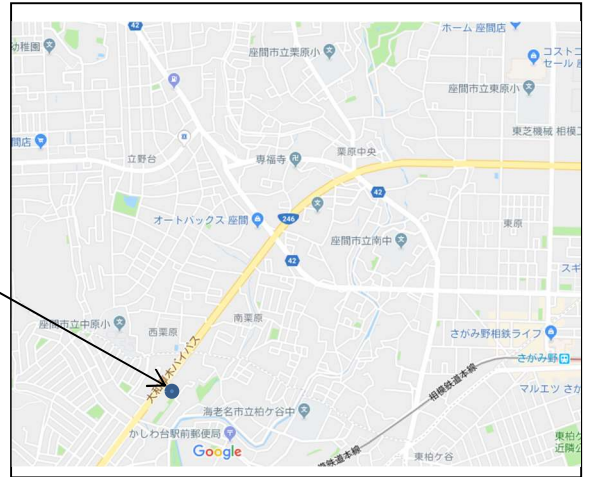 42
ホーム 座間店
幼稚園
座間市立栗原小
コストコ
セール
座間市立東原小
東芝機械 相模
間店
立野台
専福寺
栗原中央
42
オートバックス 座間
246
東原
座間市立南中
42
スギ
座間市立中原小
西栗原
南栗原
さがみ野相鉄ライフ
さがみ野
大和厚木バイパス
相模鉄道本線
マルエツ さが
海老名市立柏ケ谷中
かしわ台駅前郵便局
Google
模鉄道本線
東柏ケ谷
東柏ケ
近隣公